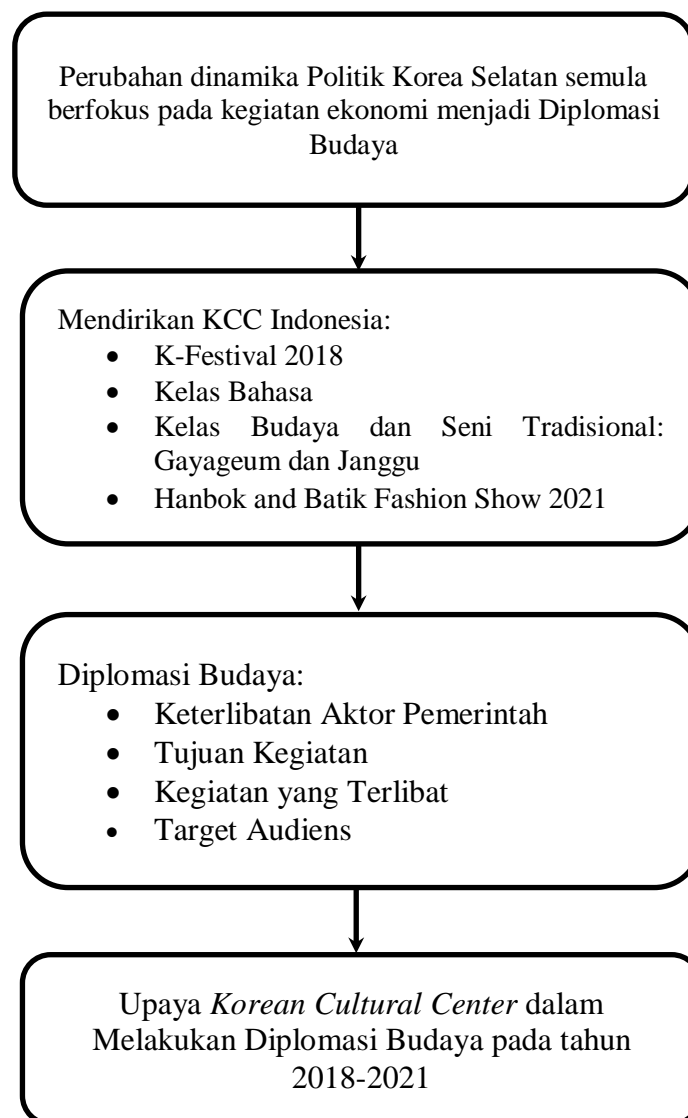 Perubahan dinamika Politik Korea Selatan semula
berfokus pada kegiatan ekonomi menjadi Diplomasi
Budaya
Mendirikan KCC Indonesia:
• K-Festival 2018
• Kelas Bahasa
• Kelas Budaya dan Seni Tradisional:
Gayageum dan Janggu
• Hanbok and Batik Fashion Show 2021
Diplomasi Budaya:
• Keterlibatan Aktor Pemerintah
• Tujuan Kegiatan
• Kegiatan yang Terlibat
• Target Audiens
Upaya Korean Cultural Center dalam
Melakukan Diplomasi Budaya pada tahun
2018-2021